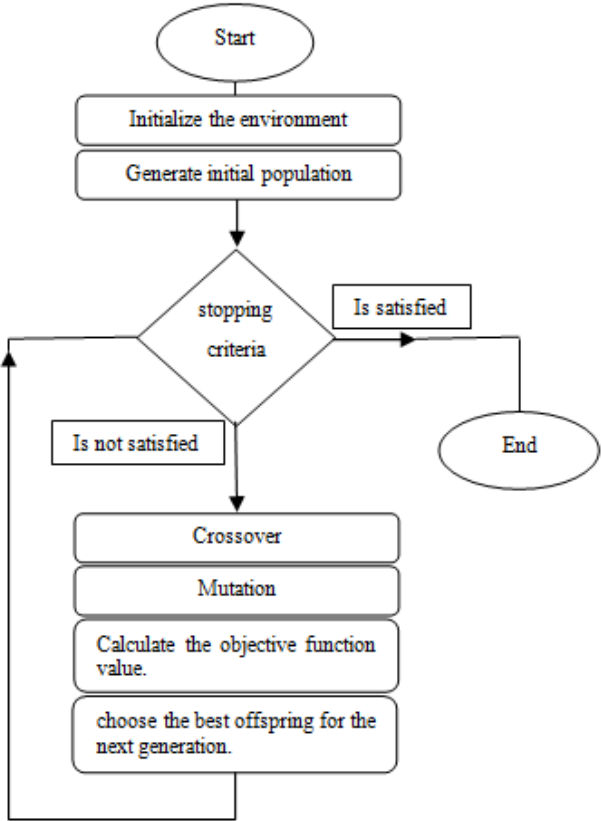 Start
Initialize the environment
Generate initial population
stopping
criteria
Is satisfied
Is not satisfied
End
Crossover
Mutation
Calculate the objective function
value.
choose the best offspring for the
next generation.